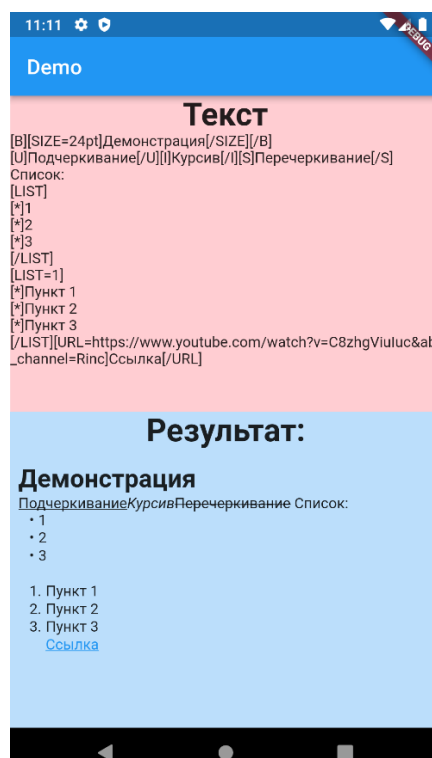 11:11
DEBUG
Demo
Текст
[B][SIZE=24pt]Демонстрация[/SIZE][/B]
[U]Подчеркивание[/U][I]Курсив[/I][S]Перечеркивание[/S]
Список:
[LIST]
[*]1
[*]2
[*]3
[/LIST]
[LIST=1]
[*]Пункт 1
[*]Пункт 2
[*]Пункт 3
[/LIST][URL=https://www.youtube.com/watch?v=C8zhgViuIuc&ab
_channel=Rinc]Ссылка[/URL]
Результат:
Демонстрация
ПодчеркиваниеКурсивПеречеркивание Список:
• 1
• 2
• 3
1. Пункт 1
2. Пункт 2
3. Пункт 3
Ссылка